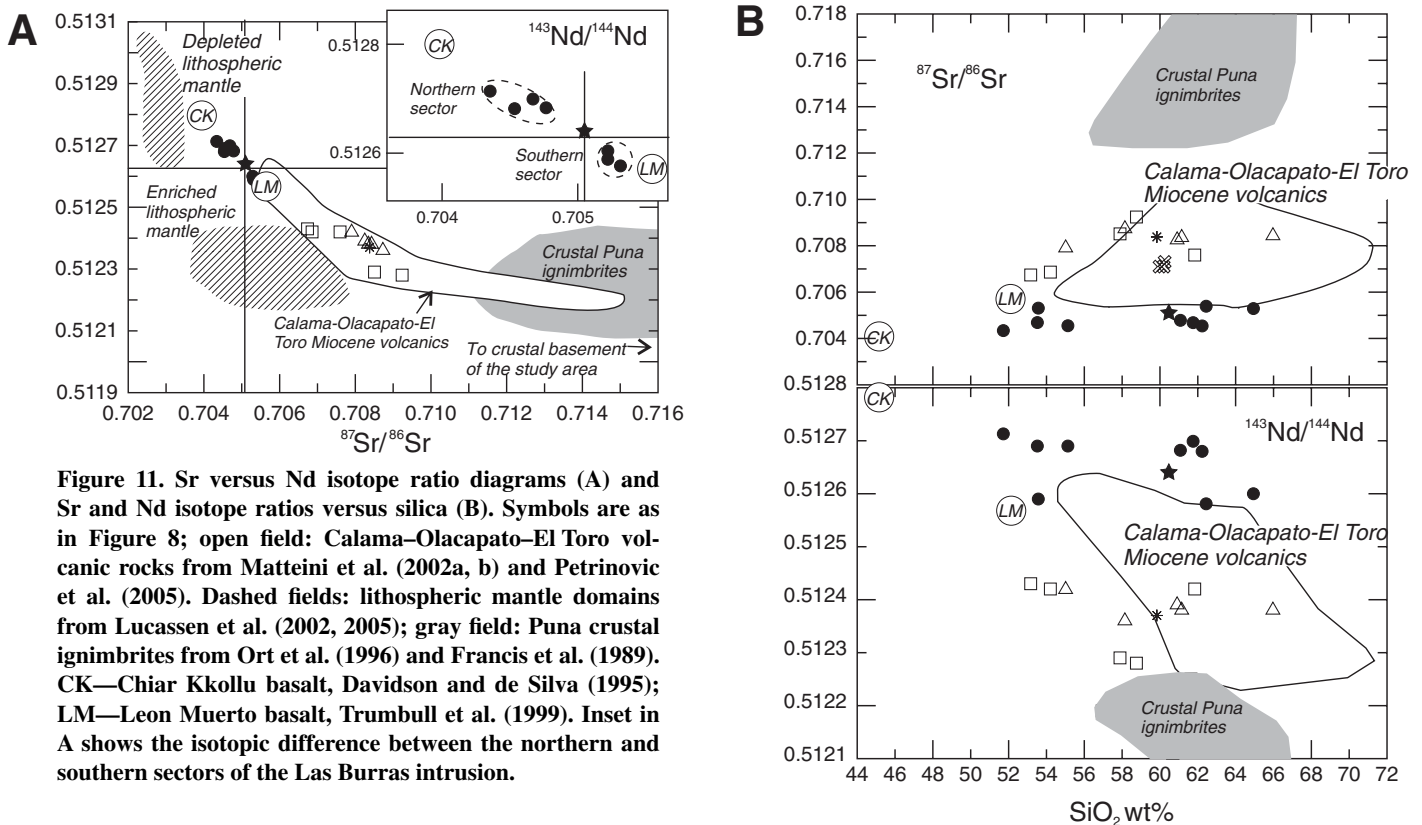 A
0.5131
0.5129
0.5127
0.5125
0.5123
0.5121
0.5119
0.702
0.704
0.706
0.708
0.710
0.712
0.714
0.716
⁸⁷Sr/⁸⁶Sr
Depleted
lithospheric
mantle
CK
LM
Enriched
lithospheric
mantle
Crustal Puna
ignimbrites
Calama-Olacapato-El
Toro Miocene volcanics
To crustal basement
of the study area
¹⁴³Nd/¹⁴⁴Nd
0.5128
0.5126
0.704
0.705
CK
Northern
sector
Southern
sector
LM
Figure 11. Sr versus Nd isotope ratio diagrams (A) and
Sr and Nd isotope ratios versus silica (B). Symbols are as
in Figure 8; open field: Calama–Olacapato–El Toro vol-
canic rocks from Matteini et al. (2002a, b) and Petrinovic
et al. (2005). Dashed fields: lithospheric mantle domains
from Lucassen et al. (2002, 2005); gray field: Puna crustal
ignimbrites from Ort et al. (1996) and Francis et al. (1989).
CK—Chiar Kkollu basalt, Davidson and de Silva (1995);
LM—Leon Muerto basalt, Trumbull et al. (1999). Inset in
A shows the isotopic difference between the northern and
southern sectors of the Las Burras intrusion.
B
0.718
0.716
0.714
0.712
0.710
0.708
0.706
0.704
⁸⁷Sr/⁸⁶Sr
Crustal Puna
ignimbrites
Calama-Olacapato-El Toro
Miocene volcanics
LM
CK
0.5128
0.5127
0.5126
0.5125
0.5124
0.5123
0.5122
0.5121
CK
¹⁴³Nd/¹⁴⁴Nd
LM
Calama-Olacapato-El Toro
Miocene volcanics
Crustal Puna
ignimbrites
44
46
48
50
52
54
56
58
60
62
64
66
68
70
72
SiO₂ wt%